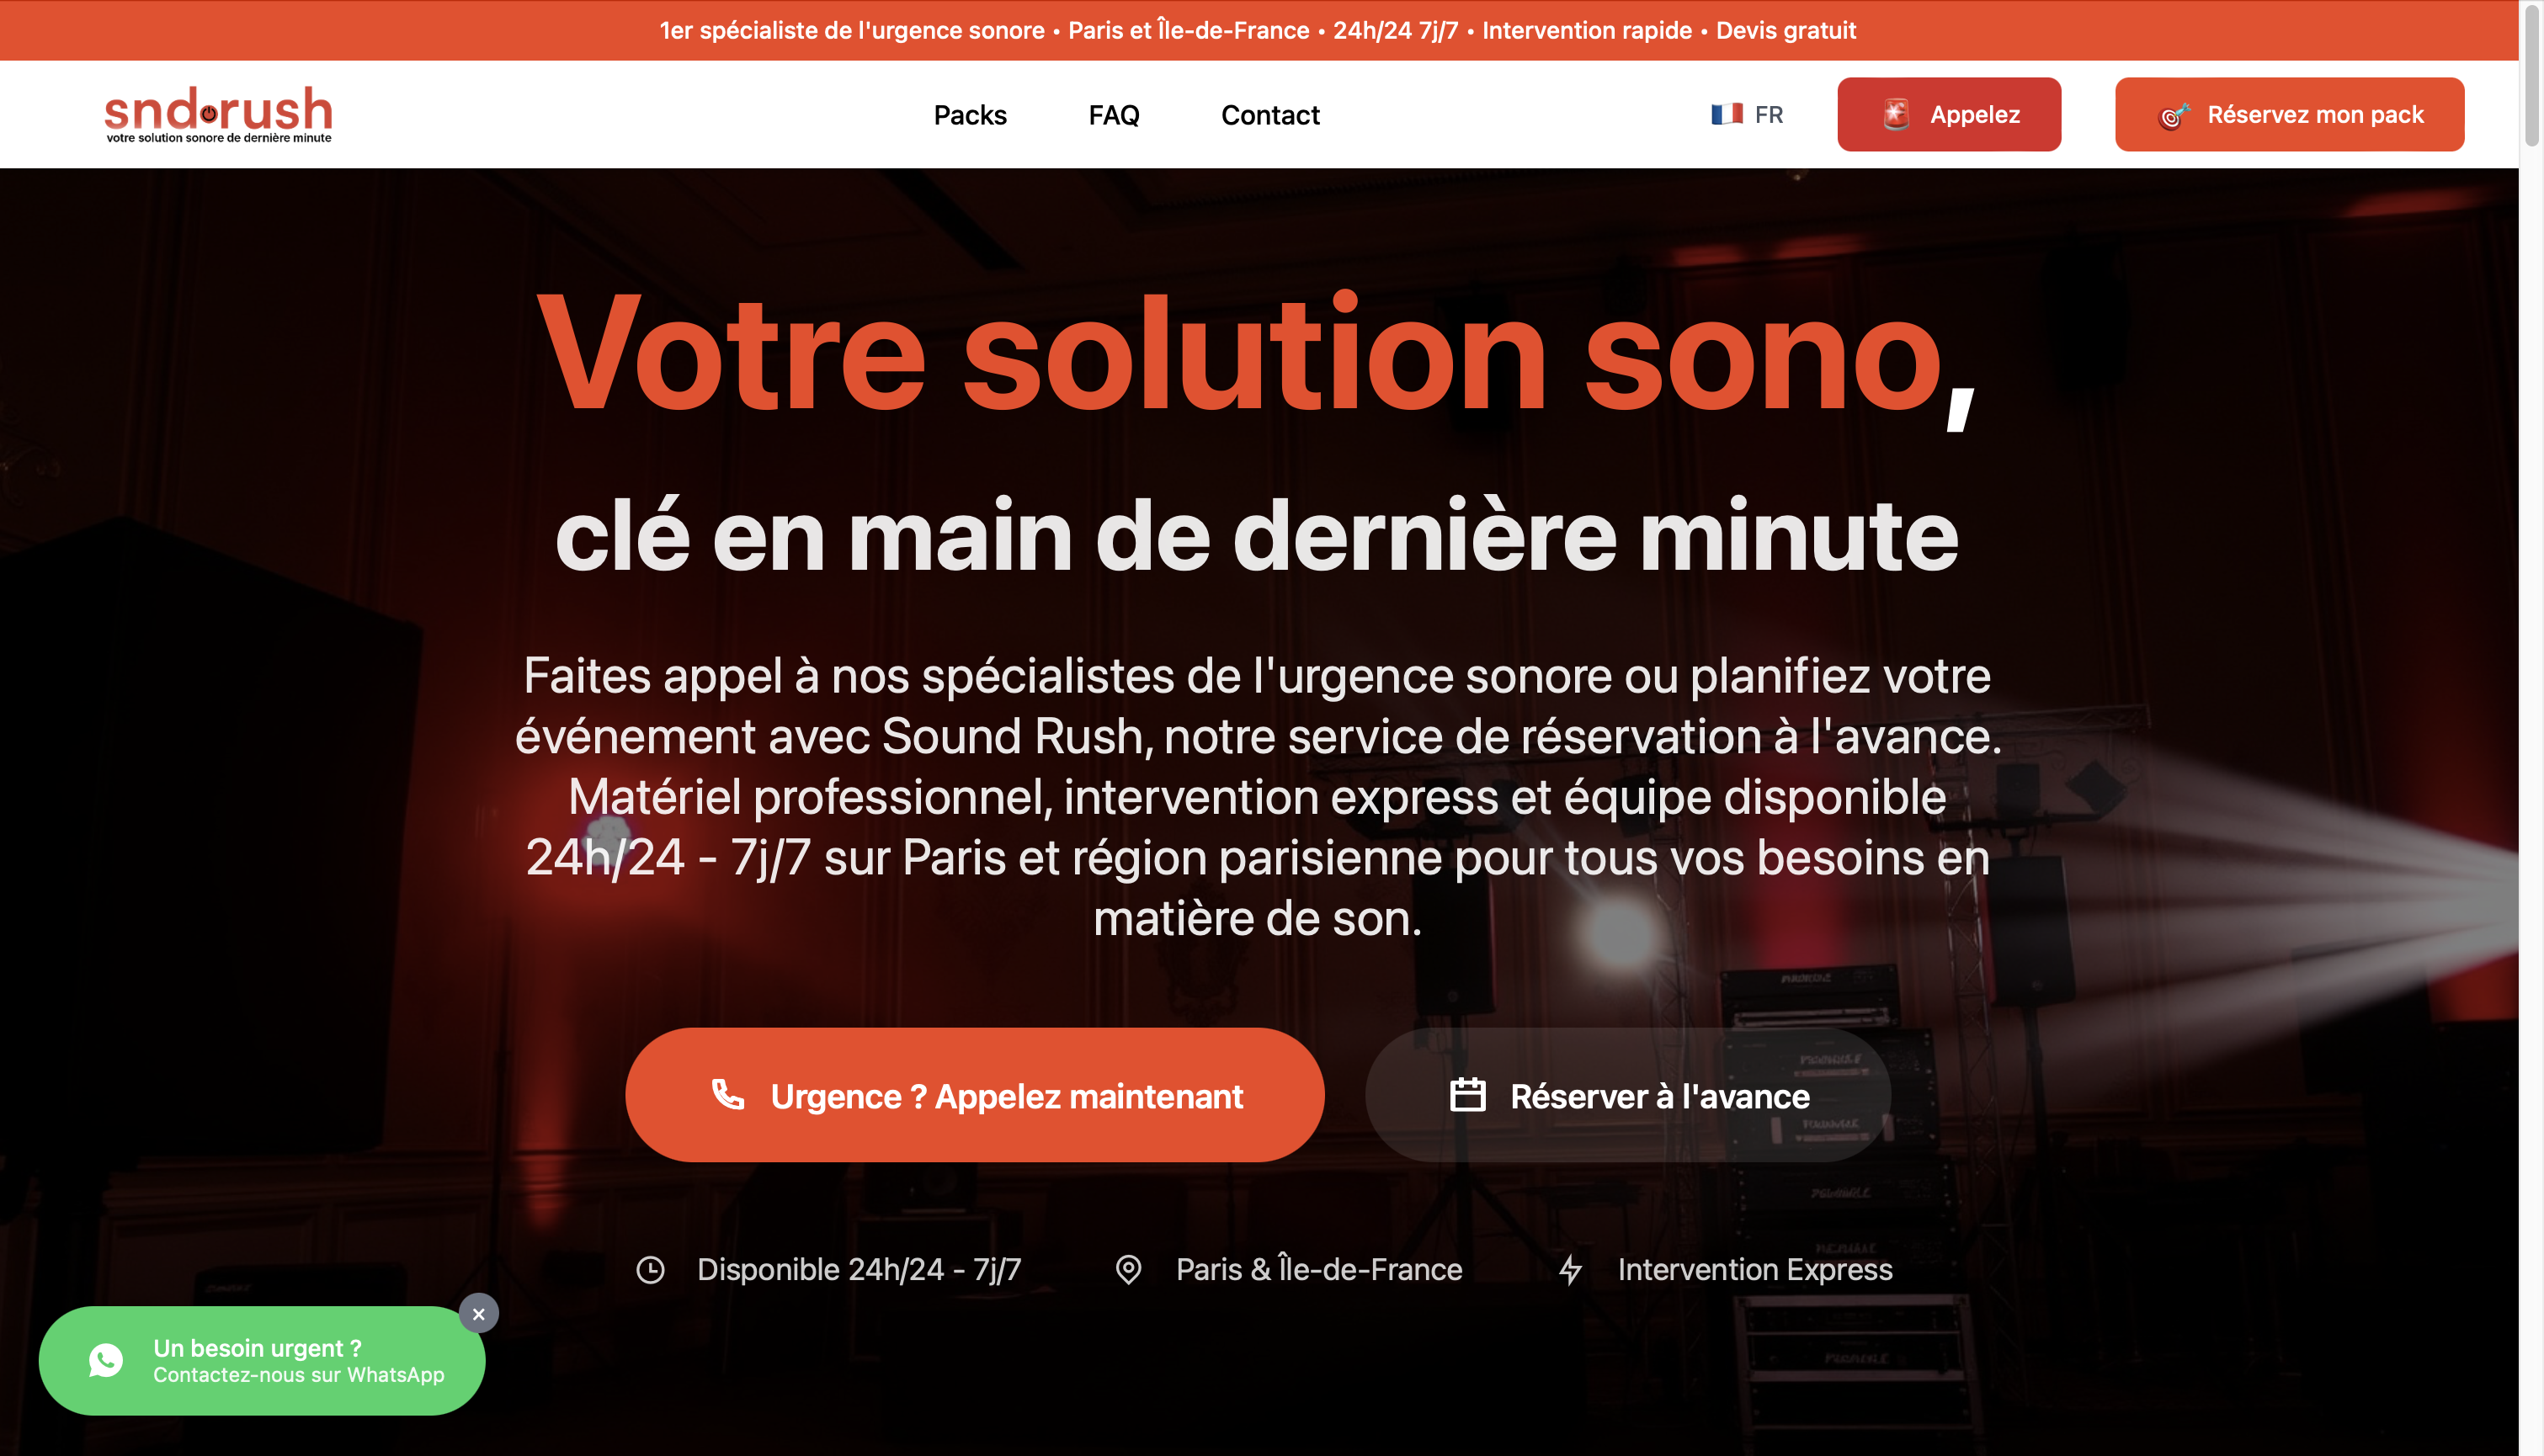 1er spécialiste de l'urgence sonore • Paris et Île-de-France • 24h/24 7j/7 • Intervention rapide • Devis gratuit
snd rush
votre solution sonore de dernière minute
Packs
FAQ
Contact
FR
Appelez
Réservez mon pack
Votre solution sono,
clé en main de dernière minute
Faites appel à nos spécialistes de l'urgence sonore ou planifiez votre
événement avec Sound Rush, notre service de réservation à l'avance.
Matériel professionnel, intervention express et équipe disponible
24h/24 - 7j/7 sur Paris et région parisienne pour tous vos besoins en
matière de son.
Urgence ? Appelez maintenant
Réserver à l'avance
Disponible 24h/24 - 7j/7
Paris & Île-de-France
Intervention Express
Un besoin urgent ?
Contactez-nous sur WhatsApp